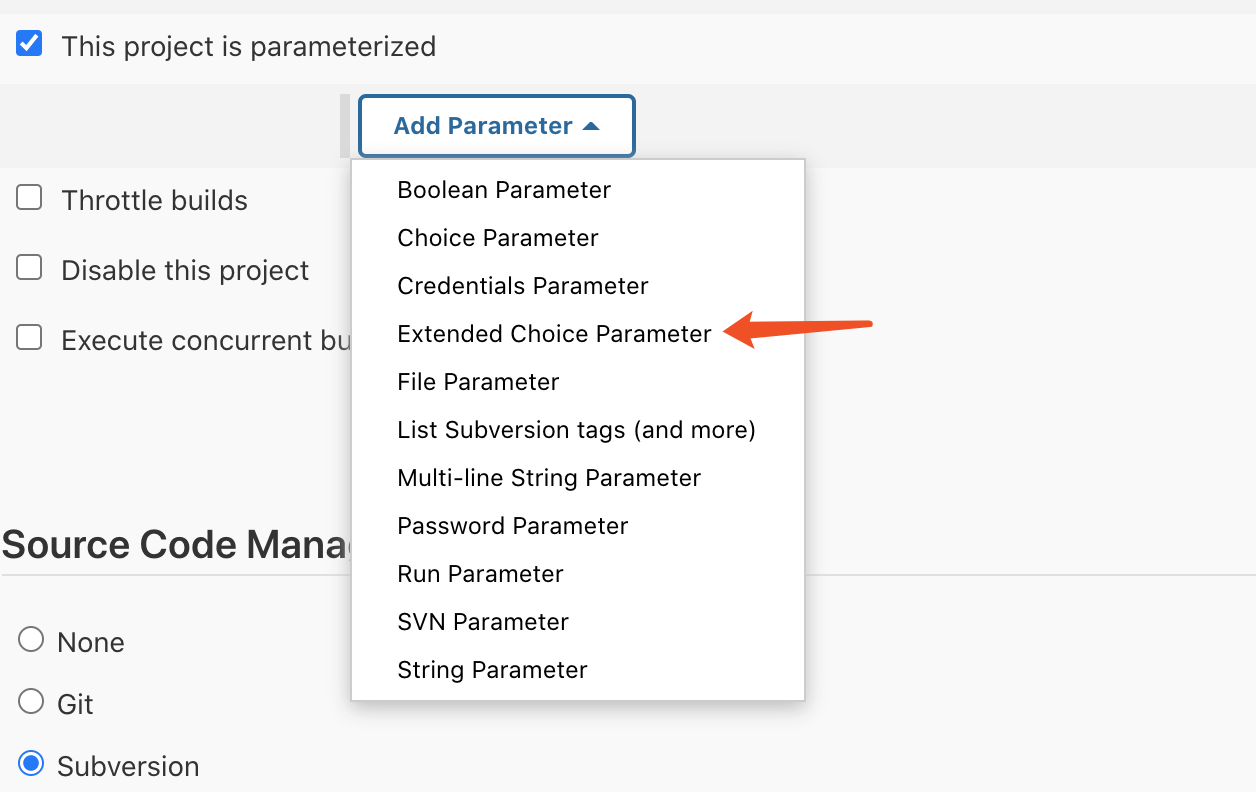 This project is parameterized
Add Parameter
Boolean Parameter
Choice Parameter
Credentials Parameter
Extended Choice Parameter
File Parameter
List Subversion tags (and more)
Multi-line String Parameter
Password Parameter
Run Parameter
SVN Parameter
String Parameter
Throttle builds
Disable this project
Execute concurrent bu
Source Code Mana
None
Git
Subversion